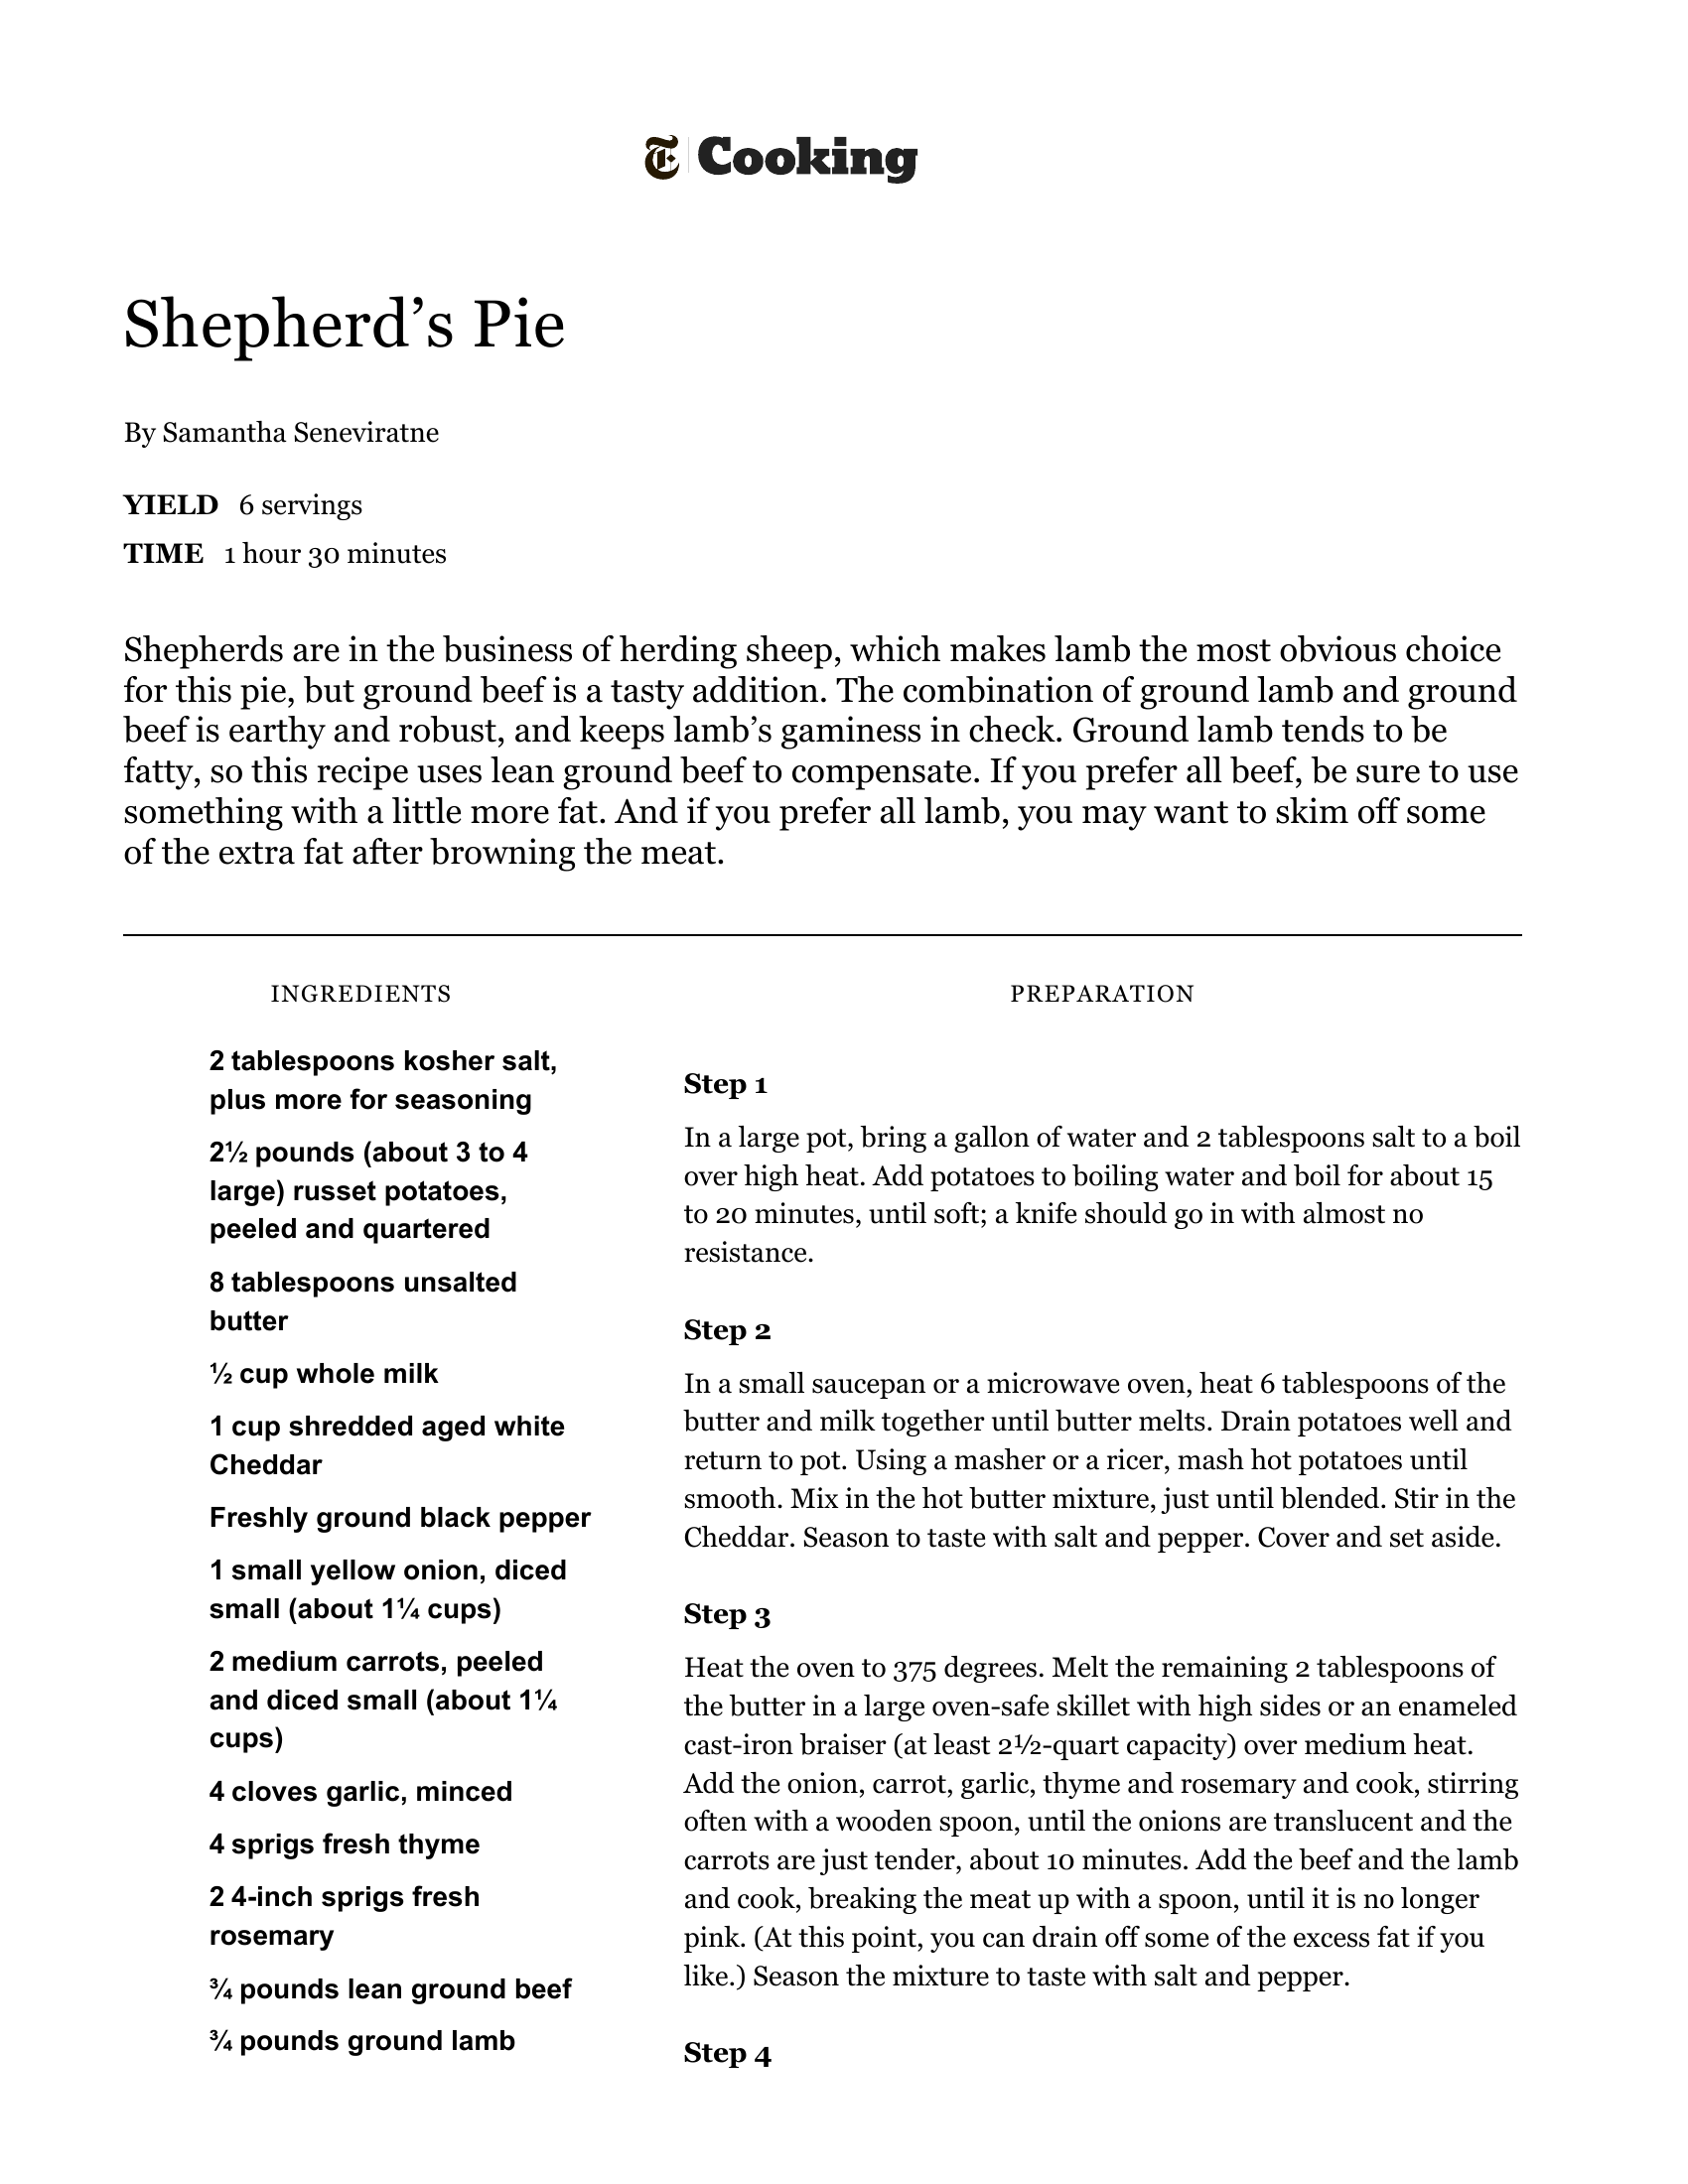 T Cooking
Shepherd’s Pie
By Samantha Seneviratne
YIELD 6 servings
TIME 1 hour 30 minutes
Shepherds are in the business of herding sheep, which makes lamb the most obvious choice
for this pie, but ground beef is a tasty addition. The combination of ground lamb and ground
beef is earthy and robust, and keeps lamb’s gaminess in check. Ground lamb tends to be
fatty, so this recipe uses lean ground beef to compensate. If you prefer all beef, be sure to use
something with a little more fat. And if you prefer all lamb, you may want to skim off some
of the extra fat after browning the meat.
INGREDIENTS
2 tablespoons kosher salt,
plus more for seasoning
2½ pounds (about 3 to 4
large) russet potatoes,
peeled and quartered
8 tablespoons unsalted
butter
½ cup whole milk
1 cup shredded aged white
Cheddar
Freshly ground black pepper
1 small yellow onion, diced
small (about 1¼ cups)
2 medium carrots, peeled
and diced small (about 1¼
cups)
4 cloves garlic, minced
4 sprigs fresh thyme
2 4-inch sprigs fresh
rosemary
¾ pounds lean ground beef
¾ pounds ground lamb
PREPARATION
Step 1
In a large pot, bring a gallon of water and 2 tablespoons salt to a boil
over high heat. Add potatoes to boiling water and boil for about 15
to 20 minutes, until soft; a knife should go in with almost no
resistance.
Step 2
In a small saucepan or a microwave oven, heat 6 tablespoons of the
butter and milk together until butter melts. Drain potatoes well and
return to pot. Using a masher or a ricer, mash hot potatoes until
smooth. Mix in the hot butter mixture, just until blended. Stir in the
Cheddar. Season to taste with salt and pepper. Cover and set aside.
Step 3
Heat the oven to 375 degrees. Melt the remaining 2 tablespoons of
the butter in a large oven-safe skillet with high sides or an enameled
cast-iron braiser (at least 2½-quart capacity) over medium heat.
Add the onion, carrot, garlic, thyme and rosemary and cook, stirring
often with a wooden spoon, until the onions are translucent and the
carrots are just tender, about 10 minutes. Add the beef and the lamb
and cook, breaking the meat up with a spoon, until it is no longer
pink. (At this point, you can drain off some of the excess fat if you
like.) Season the mixture to taste with salt and pepper.
Step 4